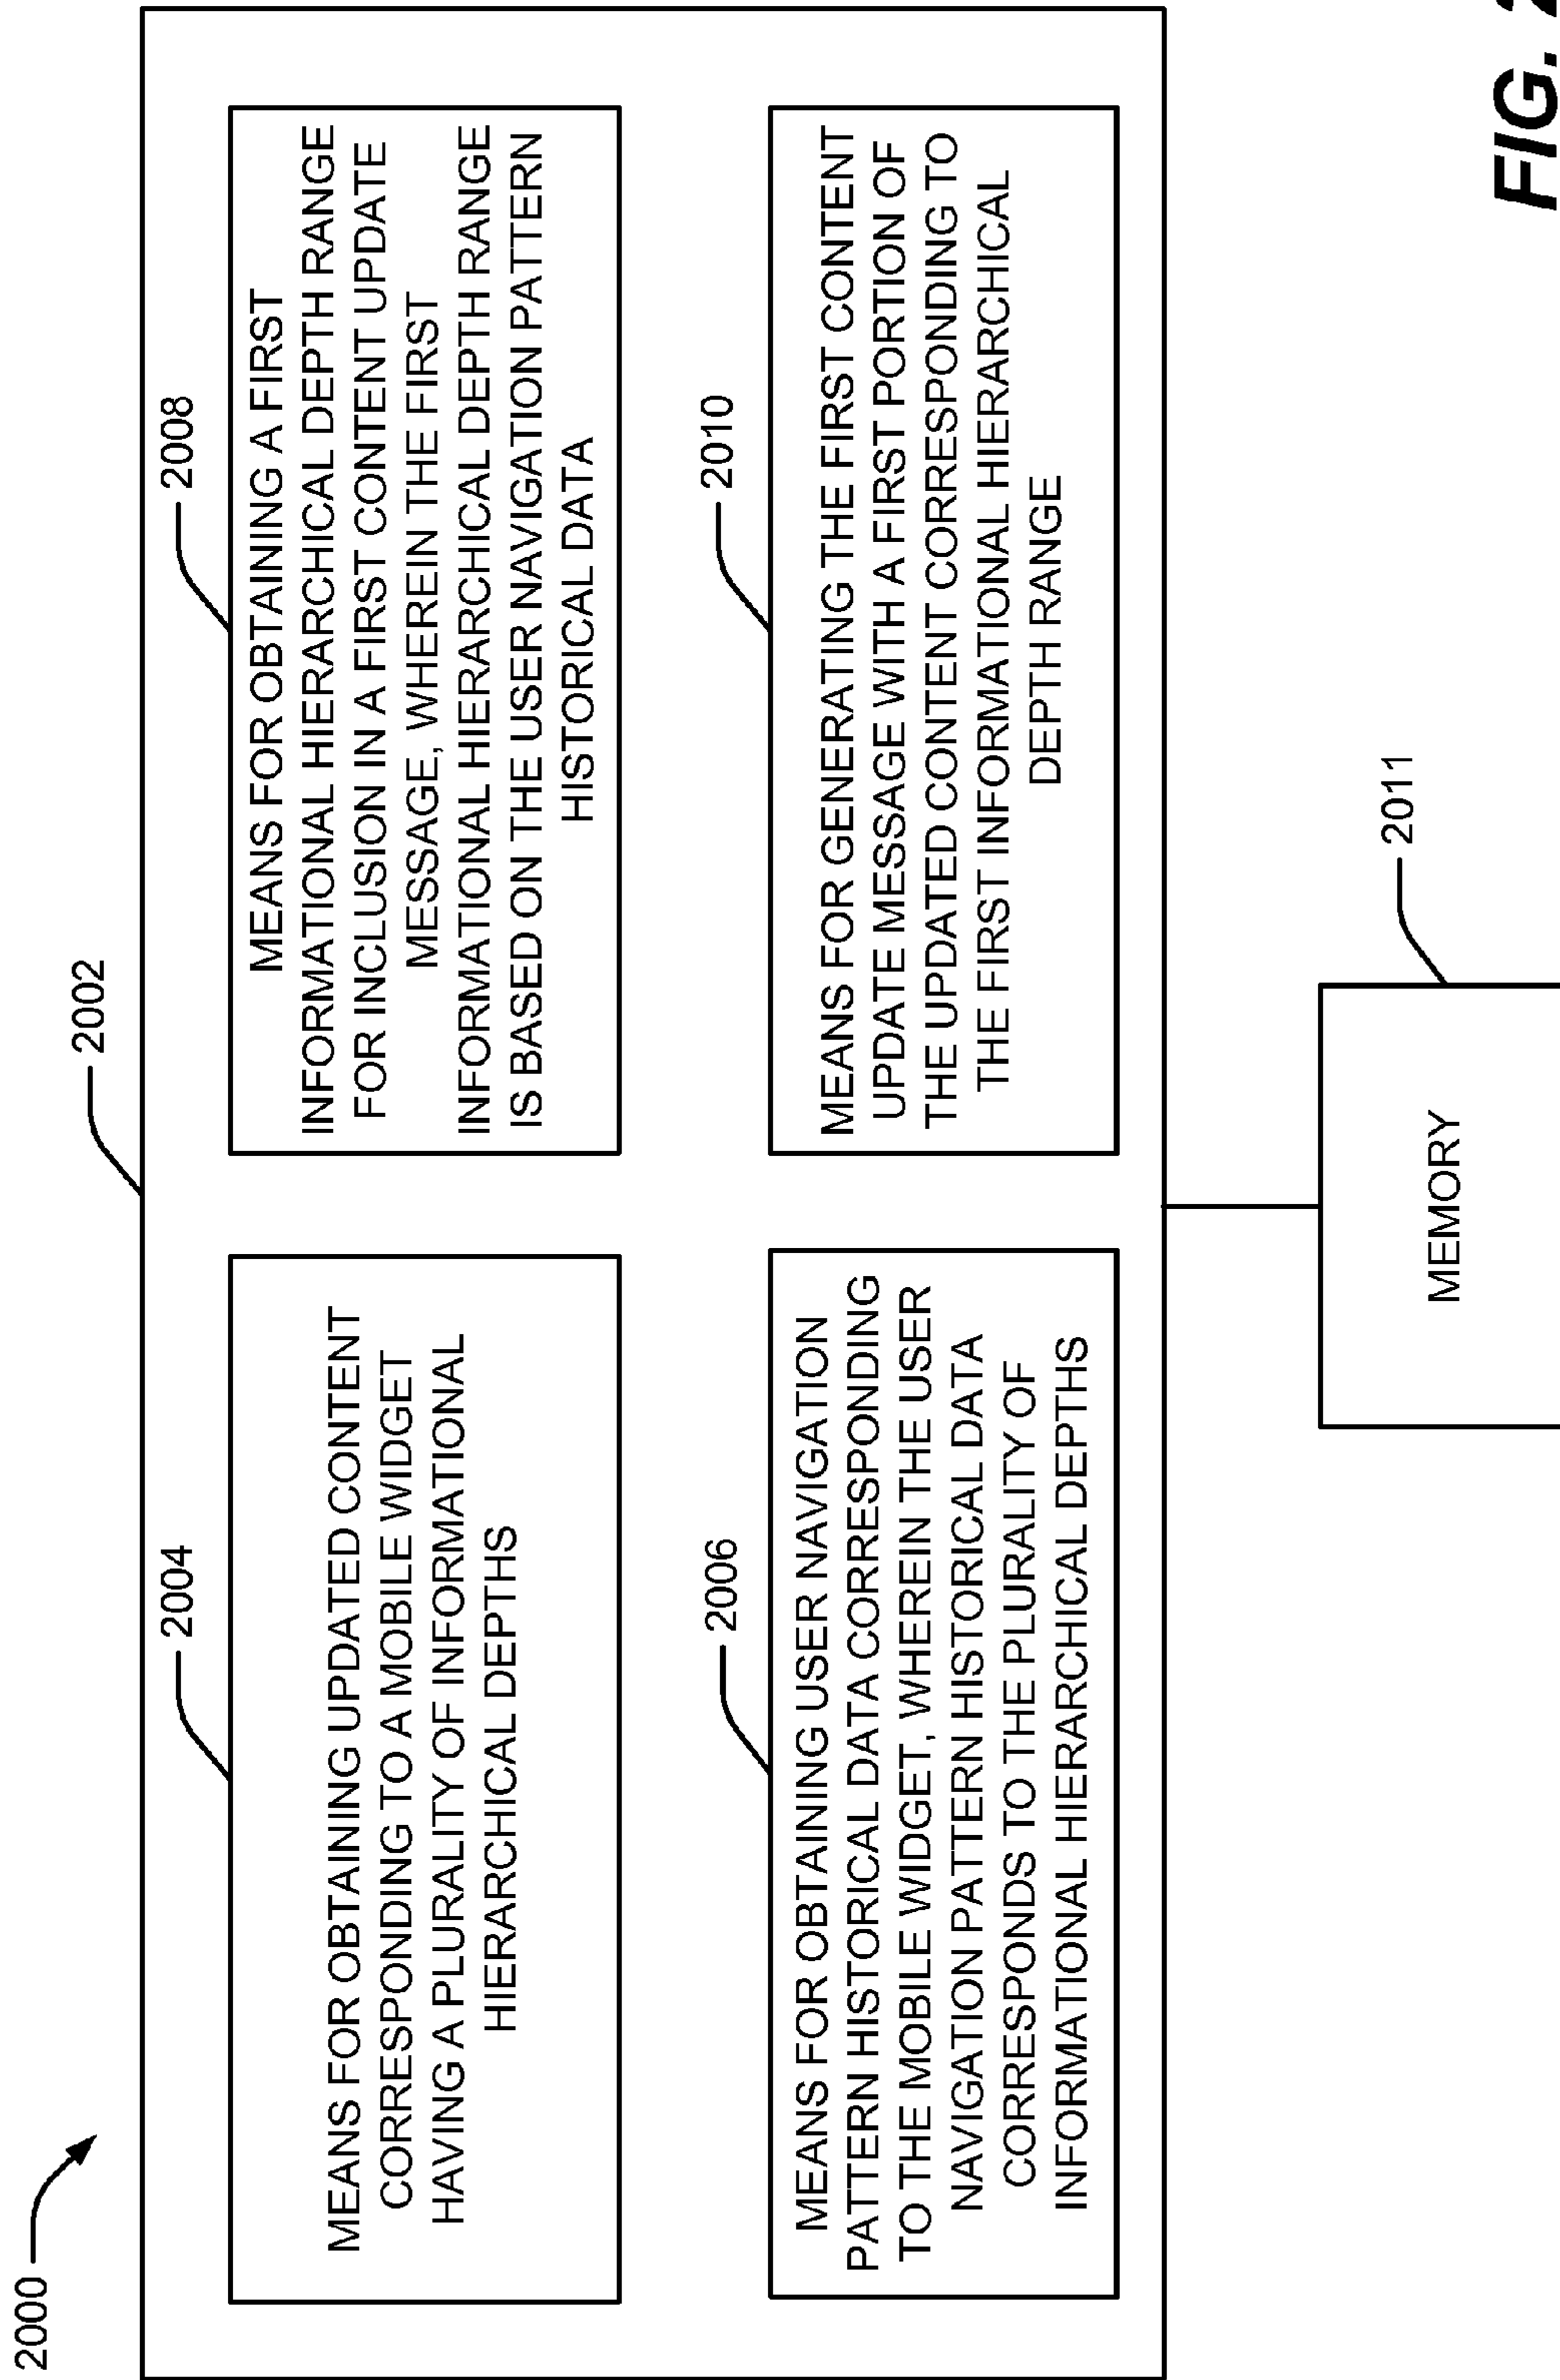 2000
2002
2004
MEANS FOR OBTAINING UPDATED CONTENT
CORRESPONDING TO A MOBILE WIDGET
HAVING A PLURALITY OF INFORMATIONAL
HIERARCHICAL DEPTHS
2008
MEANS FOR OBTAINING A FIRST
INFORMATIONAL HIERARCHICAL DEPTH RANGE
FOR INCLUSION IN A FIRST CONTENT UPDATE
MESSAGE, WHEREIN THE FIRST
INFORMATIONAL HIERARCHICAL DEPTH RANGE
IS BASED ON THE USER NAVIGATION PATTERN
HISTORICAL DATA
2006
MEANS FOR OBTAINING USER NAVIGATION
PATTERN HISTORICAL DATA CORRESPONDING
TO THE MOBILE WIDGET, WHEREIN THE USER
NAVIGATION PATTERN HISTORICAL DATA
CORRESPONDS TO THE PLURALITY OF
INFORMATIONAL HIERARCHICAL DEPTHS
2010
MEANS FOR GENERATING THE FIRST CONTENT
UPDATE MESSAGE WITH A FIRST PORTION OF
THE UPDATED CONTENT CORRESPONDING TO
THE FIRST INFORMATIONAL HIERARCHICAL
DEPTH RANGE
2011
MEMORY
FIG.